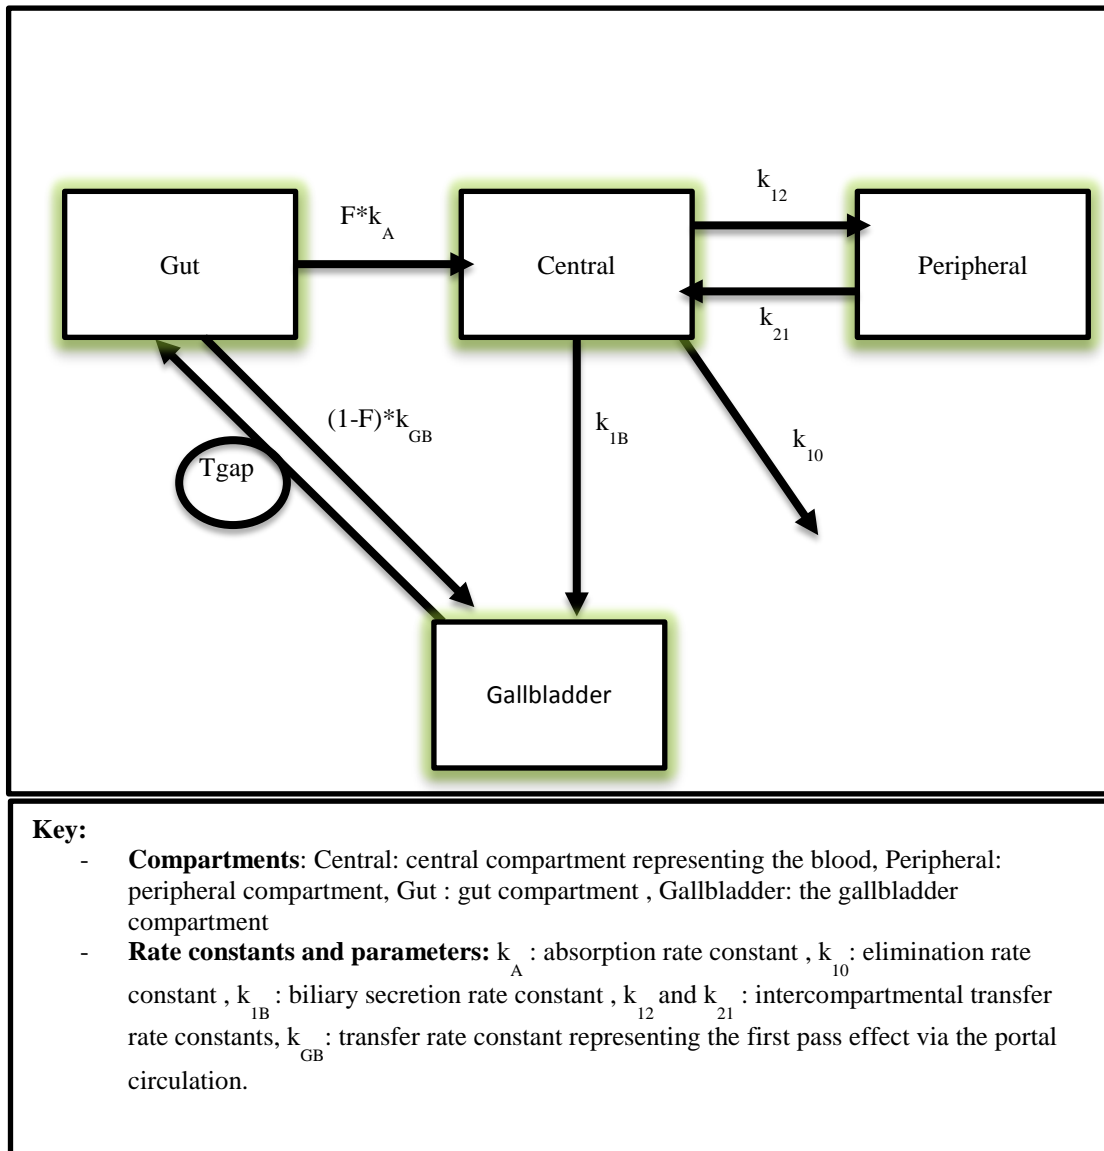 k12
F*kA
Gut
Central
Peripheral
k21
(1-F)*kGB
k1B
k10
Tgap
Gallbladder
Key:
- Compartments: Central: central compartment representing the blood, Peripheral:
peripheral compartment, Gut : gut compartment , Gallbladder: the gallbladder
compartment
- Rate constants and parameters: kA : absorption rate constant , k10: elimination rate
constant , k1B : biliary secretion rate constant , k12 and k21 : intercompartmental transfer
rate constants, kGB: transfer rate constant representing the first pass effect via the portal
circulation.